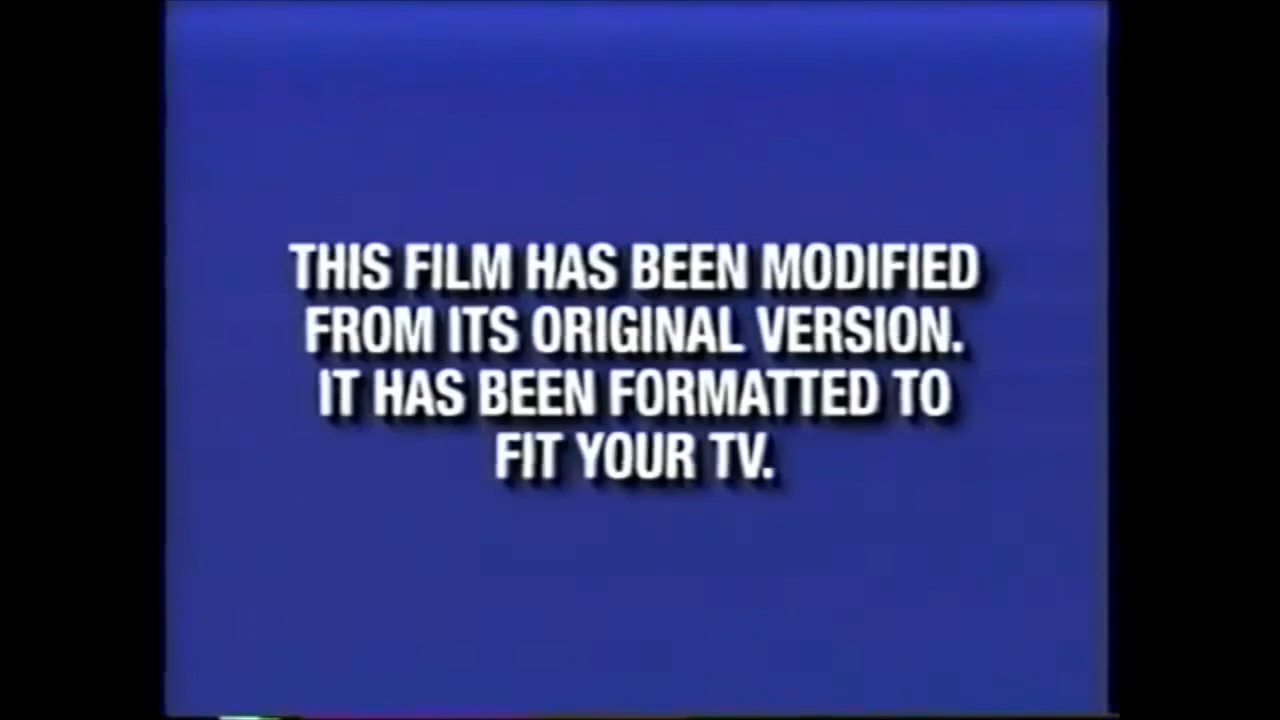 THIS FILM HAS BEEN MODIFIED
FROM ITS ORIGINAL VERSION.
IT HAS BEEN FORMATTED TO
FIT YOUR TV.